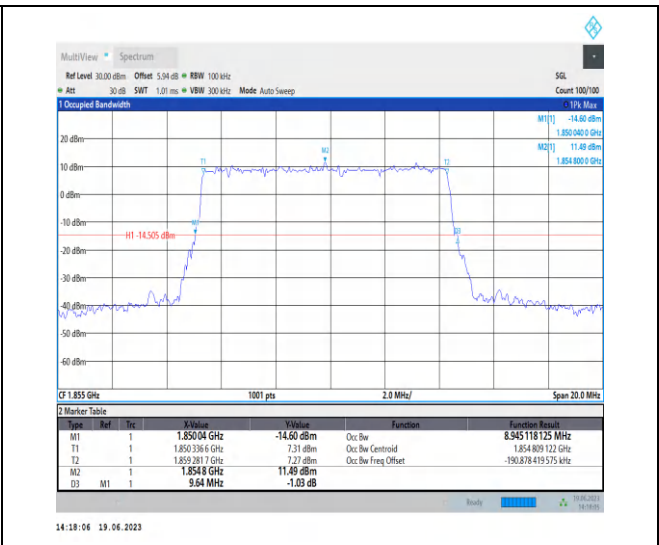 MultiView Spectrum
Ref Level 30.00 dBm Offset 5.94 dB RBW 100 kHz SGL
Att 30 dB SWT 1.01 ms VBW 300 kHz Mode Auto Sweep Count 100/100
1 Occupied Bandwidth 1Pk Max
M1[1] -14.60 dBm
1.850 040 0 GHz
M2[1] 11.49 dBm
1.854 800 0 GHz
20 dBm
M2
T1 T2
10 dBm
0 dBm
-10 dBm
H1 -14.505 dBm
-20 dBm
-30 dBm
-40 dBm
-50 dBm
-60 dBm
CF 1.855 GHz 1001 pts 2.0 MHz/ Span 20.0 MHz
2 Marker Table
Type Ref Trc X-Value Y-Value Function Function Result
M1 1 1.85004 GHz -14.60 dBm Occ Bw 8.945 118 125 MHz
T1 1 1.850 336 6 GHz 7.31 dBm Occ Bw Centroid 1.854 809 122 GHz
T2 1 1.859 281 7 GHz 7.27 dBm Occ Bw Freq Offset -190.878 419 575 kHz
M2 1 1.8548 GHz 11.49 dBm
D3 M1 1 9.64 MHz -1.03 dB
Ready 19.06.2023
14:18:05
14:18:06 19.06.2023